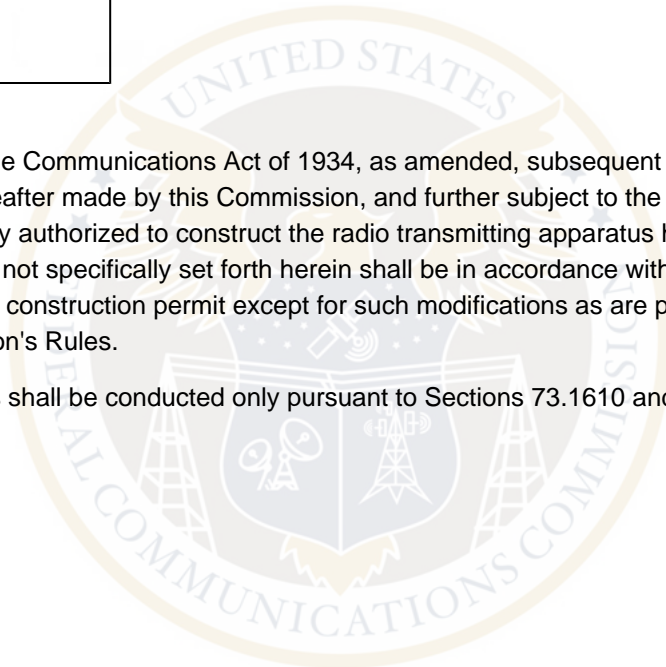 UNITED STATES
e Communications Act of 1934, as amended, subsequent
eafter made by this Commission, and further subject to the
y authorized to construct the radio transmitting apparatus h
not specifically set forth herein shall be in accordance with
construction permit except for such modifications as are p
on's Rules.
shall be conducted only pursuant to Sections 73.1610 and
FEDERAL COMMUNICATIONS COMMISSION